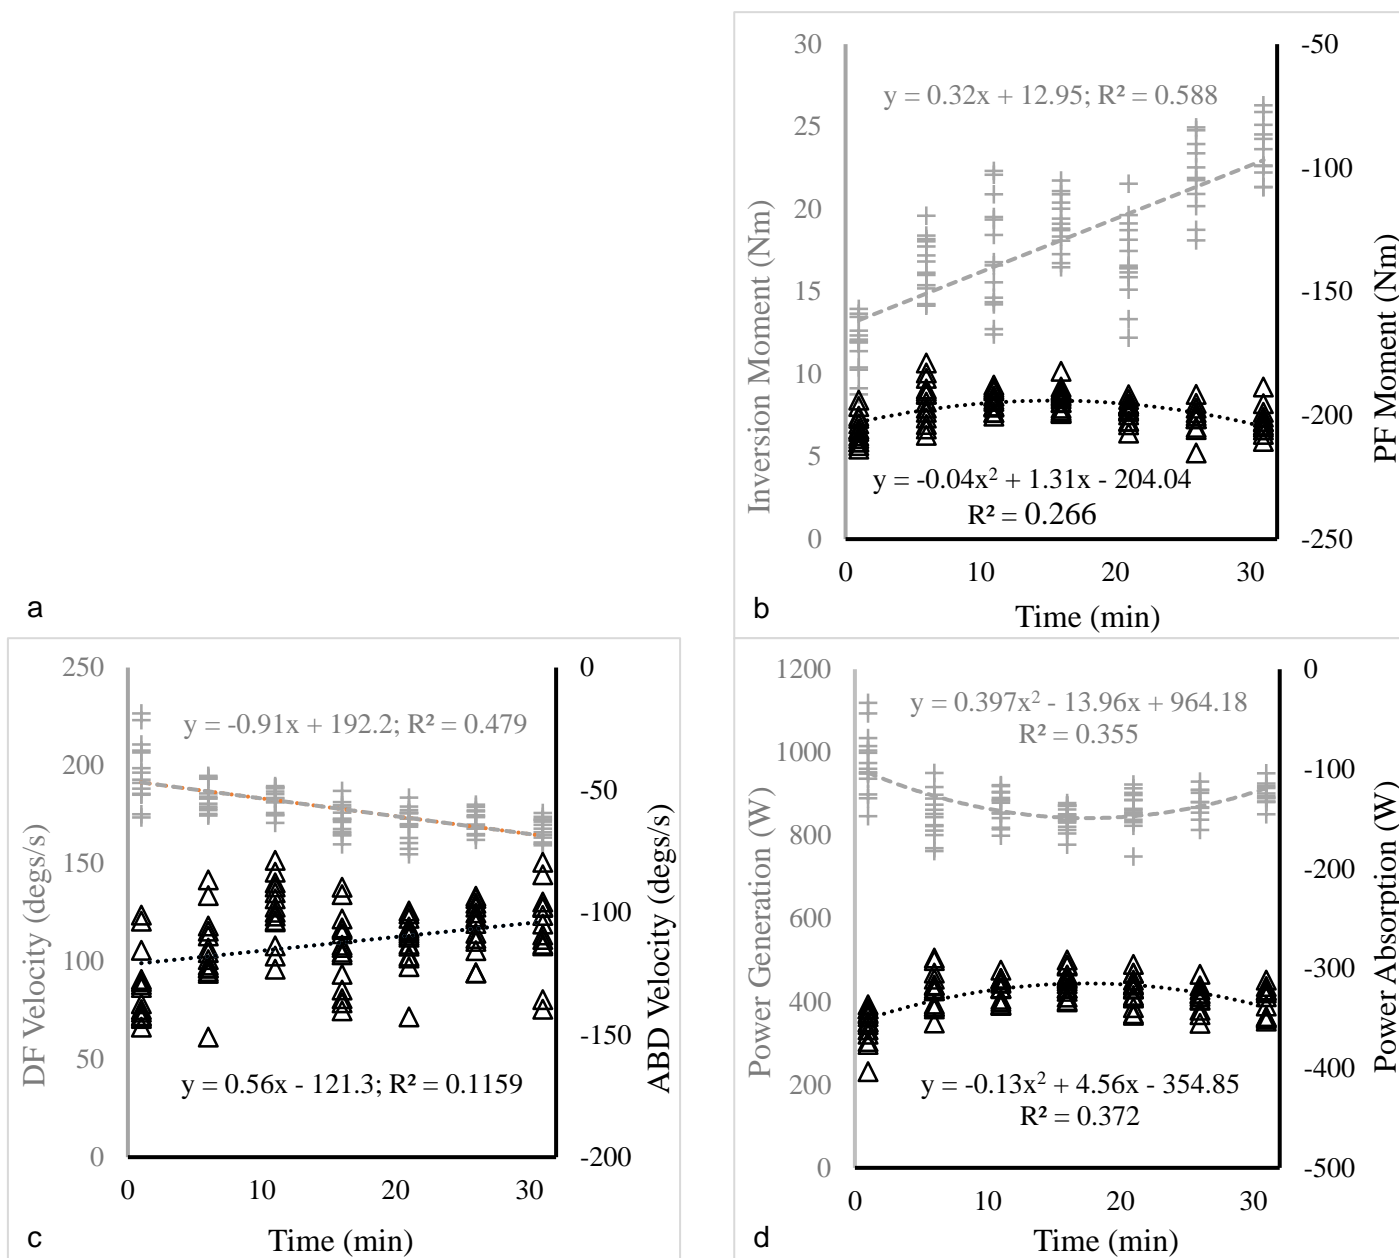 a
30
25
20
15
10
5
0
Inversion Moment (Nm)
y = 0.32x + 12.95; R² = 0.588
y = -0.04x² + 1.31x - 204.04
R² = 0.266
-50
-100
-150
-200
-250
PF Moment (Nm)
0 10 20 30
Time (min)
b
250
200
150
100
50
0
DF Velocity (degs/s)
y = -0.91x + 192.2; R² = 0.479
y = 0.56x - 121.3; R² = 0.1159
0
-50
-100
-150
-200
ABD Velocity (degs/s)
0 10 20 30
Time (min)
c
1200
1000
800
600
400
200
0
Power Generation (W)
y = 0.397x² - 13.96x + 964.18
R² = 0.355
y = -0.13x² + 4.56x - 354.85
R² = 0.372
0
-100
-200
-300
-400
-500
Power Absorption (W)
0 10 20 30
Time (min)
d